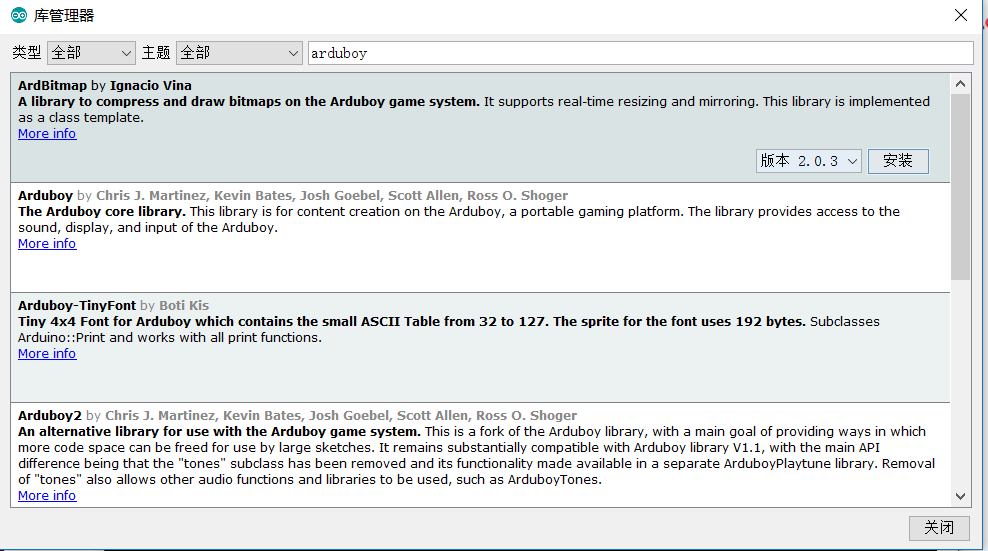 库管理器
类型 全部 主题 全部 arduboy
ArdBitmap by Ignacio Vina
A library to compress and draw bitmaps on the Arduboy game system. It supports real-time resizing and mirroring. This library is implemented
as a class template.
More info
版本 2.0.3 安装
Arduboy by Chris J. Martinez, Kevin Bates, Josh Goebel, Scott Allen, Ross O. Shoger
The Arduboy core library. This library is for content creation on the Arduboy, a portable gaming platform. The library provides access to the
sound, display, and input of the Arduboy.
More info
Arduboy-TinyFont by Boti Kis
Tiny 4x4 Font for Arduboy which contains the small ASCII Table from 32 to 127. The sprite for the font uses 192 bytes. Subclasses
Arduino::Print and works with all print functions.
More info
Arduboy2 by Chris J. Martinez, Kevin Bates, Josh Goebel, Scott Allen, Ross O. Shoger
An alternative library for use with the Arduboy game system. This is a fork of the Arduboy library, with a main goal of providing ways in which
more code space can be freed for use by large sketches. It remains substantially compatible with Arduboy library V1.1, with the main API
difference being that the "tones" subclass has been removed and its functionality made available in a separate ArduboyPlaytune library. Removal
of "tones" also allows other audio functions and libraries to be used, such as ArduboyTones.
More info
关闭